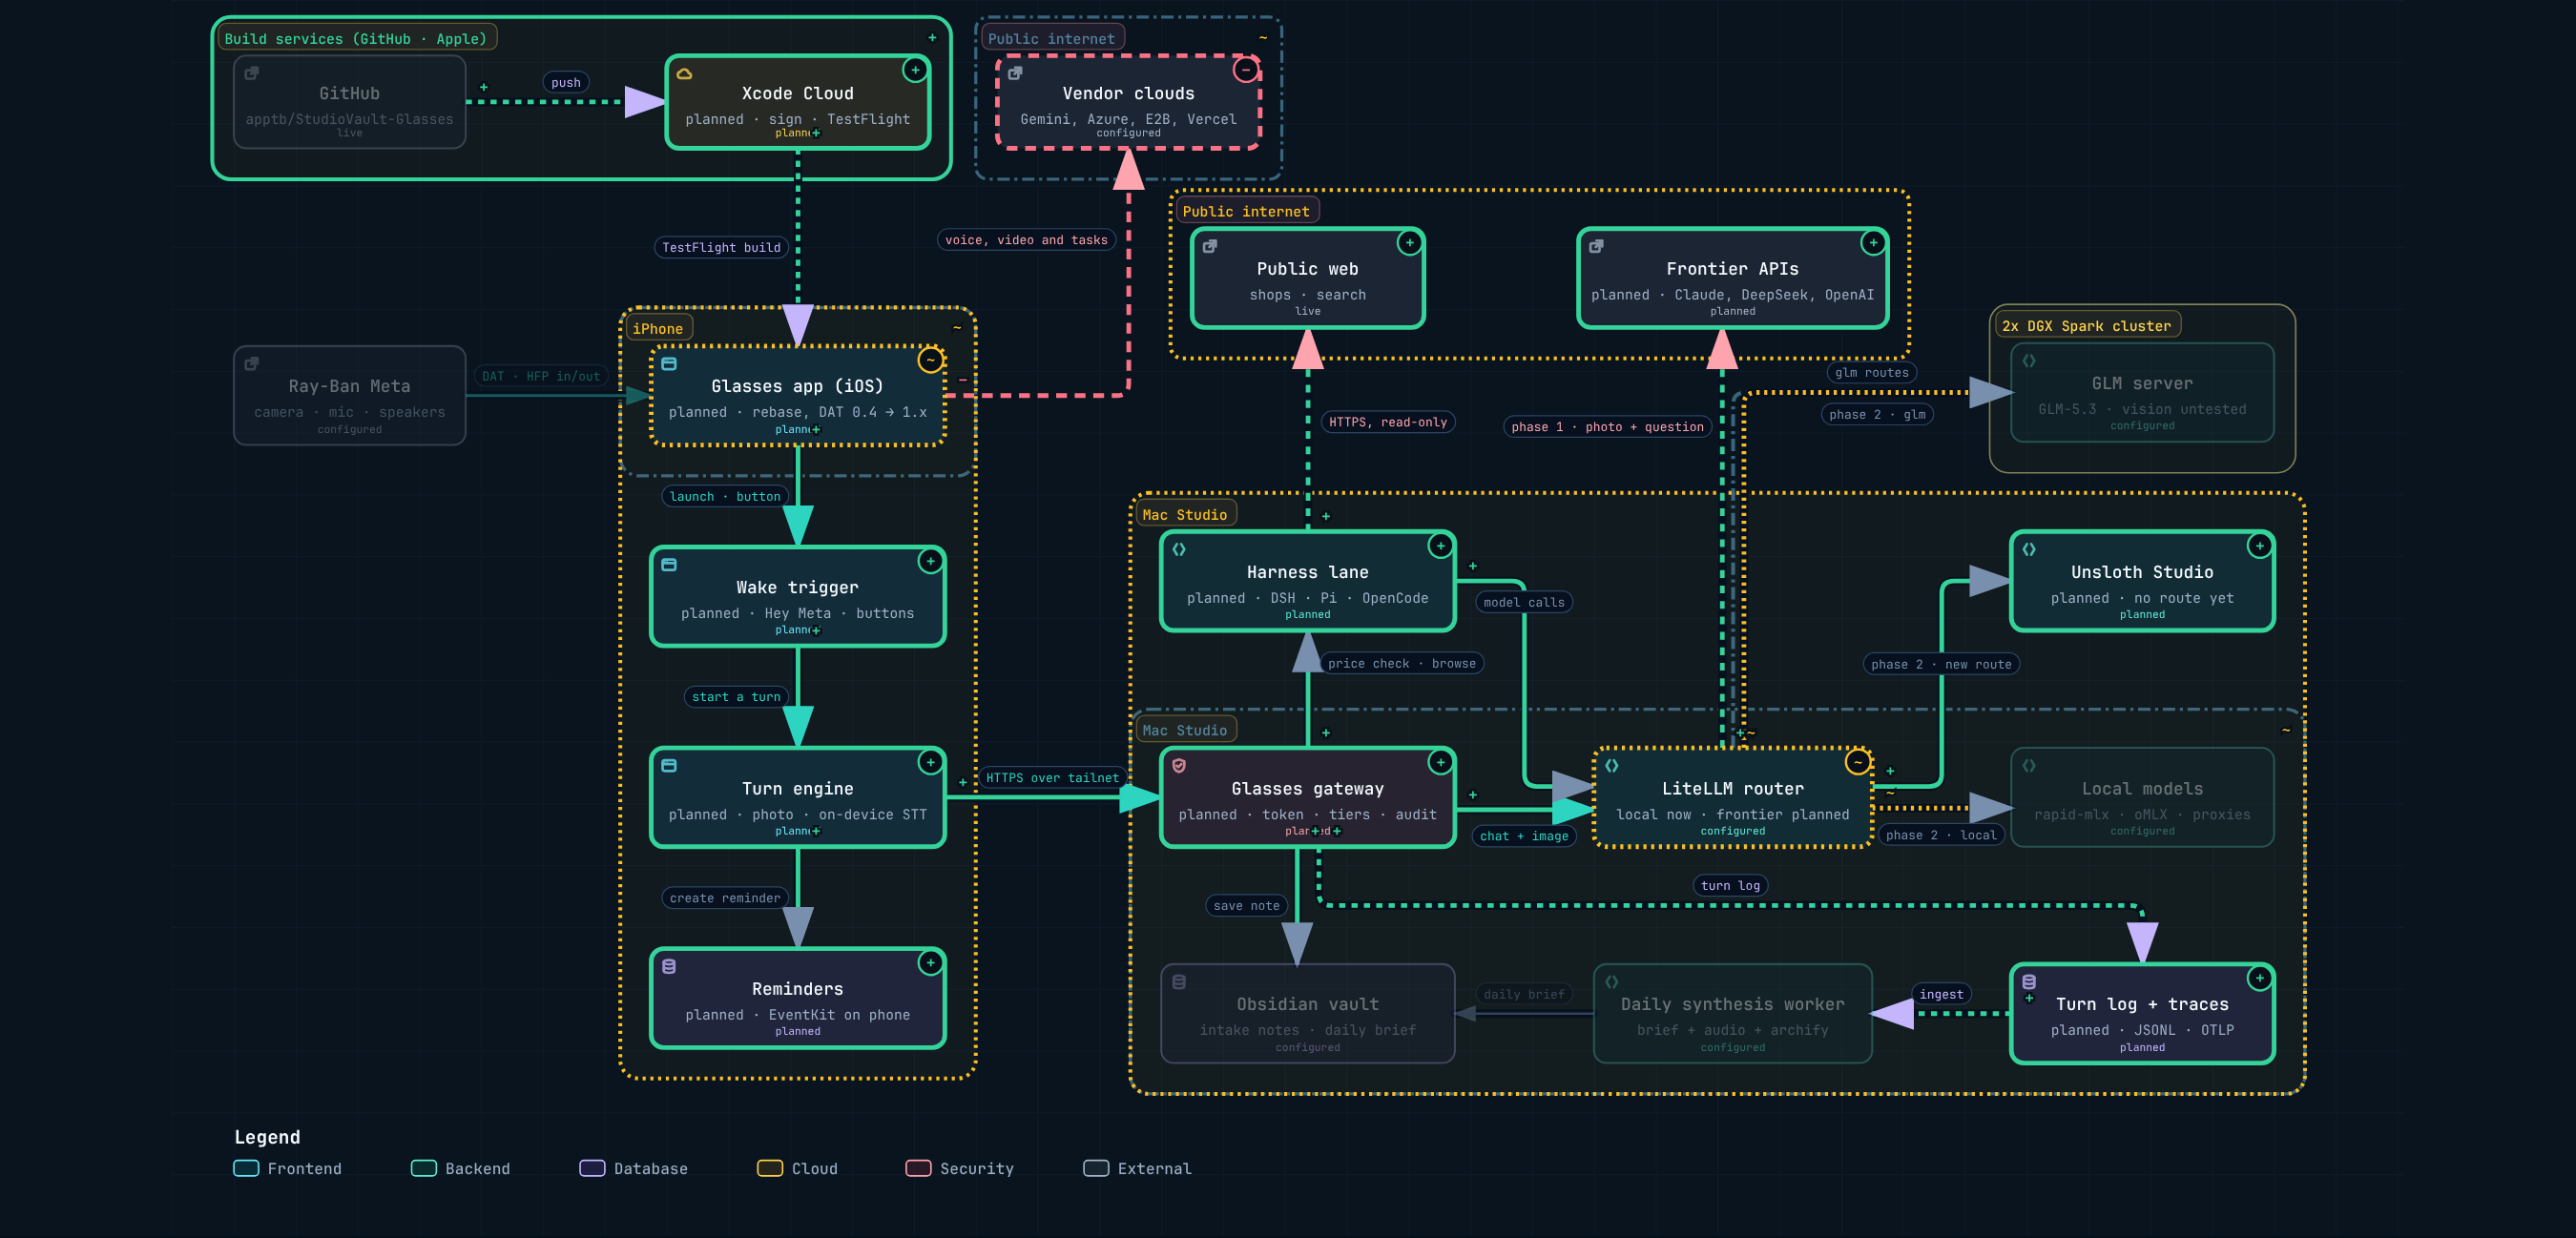 Build services (GitHub · Apple)
+
GitHub
apptb/StudioVault-Glasses
live
+
push
+
Xcode Cloud
planned · sign · TestFlight
+
Public internet
~
−
Vendor clouds
Gemini, Azure, E2B, Vercel
configured
TestFlight build
voice, video and tasks
Public internet
+
Public web
shops · search
live
+
Frontier APIs
planned · Claude, DeepSeek, OpenAI
planned
Ray-Ban Meta
camera · mic · speakers
configured
DAT · HFP in/out
iPhone
~
~
Glasses app (iOS)
planned · rebase, DAT 0.4 → 1.x
+
−
HTTPS, read-only
phase 1 · photo + question
glm routes
phase 2 · glm
2x DGX Spark cluster
GLM server
GLM-5.3 · vision untested
configured
launch · button
+
Wake trigger
planned · Hey Meta · buttons
+
start a turn
Mac Studio
+
+
Harness lane
planned · DSH · Pi · OpenCode
planned
+
model calls
+
Unsloth Studio
planned · no route yet
planned
price check · browse
phase 2 · new route
Mac Studio
+
+
~
~
+
Turn engine
planned · photo · on-device STT
+
+
HTTPS over tailnet
+
Glasses gateway
planned · token · tiers · audit
+
+
+
chat + image
~
LiteLLM router
local now · frontier planned
configured
+
~
phase 2 · local
Local models
rapid-mlx · oMLX · proxies
configured
create reminder
save note
turn log
+
Reminders
planned · EventKit on phone
planned
Obsidian vault
intake notes · daily brief
configured
daily brief
Daily synthesis worker
brief + audio + archify
configured
ingest
+
+
Turn log + traces
planned · JSONL · OTLP
planned
Legend
Frontend
Backend
Database
Cloud
Security
External